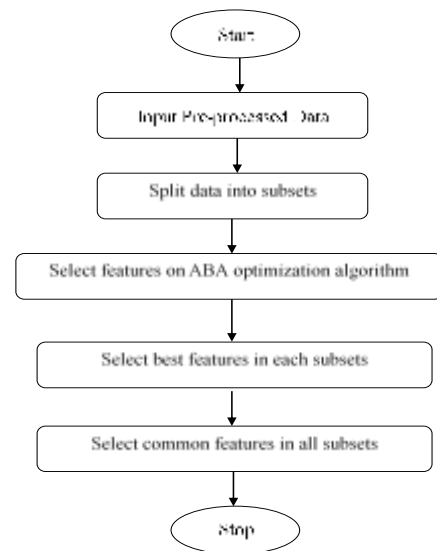 Start
Input Pre-processed Data
Split data into subsets
Select features on ABA optimization algorithm
Select best features in each subsets
Select common features in all subsets
Stop